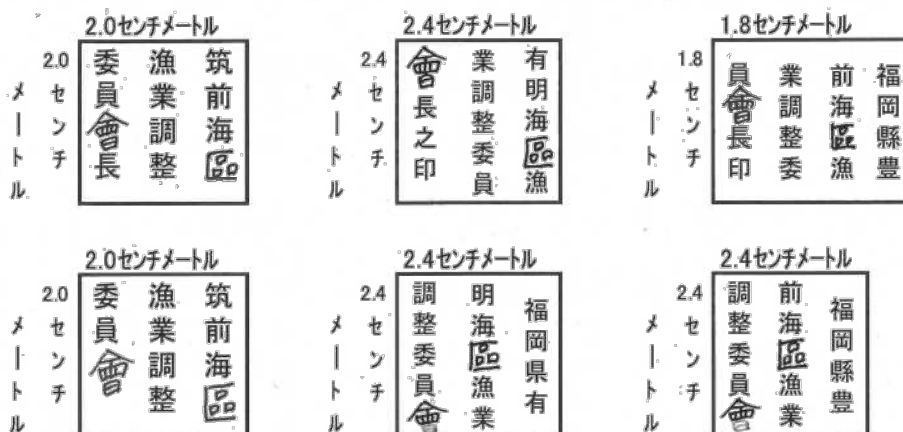 2.0センチメートル
2.0センチメートル
筑前海區
漁業調整
委員會長
2.4センチメートル
2.4センチメートル
有明海區漁
業調整委員
會長之印
1.8センチメートル
1.8センチメートル
福岡縣豊
前海區漁
業調整委
員會長印
2.0センチメートル
2.0センチメートル
筑前海區
漁業調整
委員會
2.4センチメートル
2.4センチメートル
福岡県有
明海區漁業
調整委員會
2.4センチメートル
2.4センチメートル
福岡縣豊
前海區漁業
調整委員會